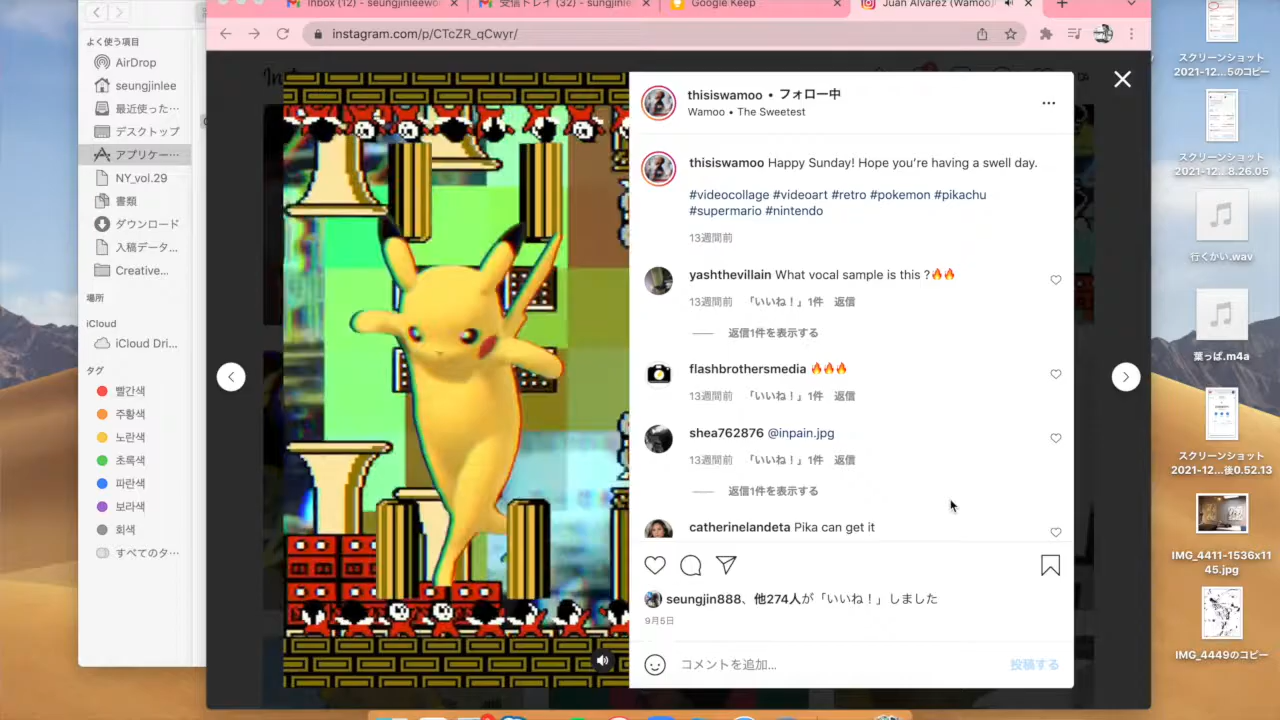 よく使う項目
AirDrop
seungjinlee
最近使った…
デスクトップ
アプリケー…
NY_vol.29
書類
ダウンロード
入稿データ...
Creative...
場所
iCloud
iCloud Dri...
タグ
빨간색
주황색
노란색
초록색
파란색
보라색
회색
すべてのタ…
Inbox (12) - seungjinleewor
受信トレイ (32) - sungjinle
Google Keep
Juan Alvarez (Wamoo)
instagram.com/p/CTcZR_qCwyr/
thisiswamoo • フォロー中
Wamoo • The Sweetest
thisiswamoo Happy Sunday! Hope you're having a swell day.
#videocollage #videoart #retro #pokemon #pikachu
#supermario #nintendo
13週間前
yashthevillain What vocal sample is this ?🔥🔥
13週間前 「いいね！」1件 返信
返信1件を表示する
flashbrothersmedia 🔥🔥🔥
13週間前 「いいね！」1件 返信
shea762876 @inpain.jpg
13週間前 「いいね！」1件 返信
返信1件を表示する
catherinelandeta Pika can get it
seungjin888、他274人が「いいね！」しました
9月5日
コメントを追加...
投稿する
スクリーンショット
2021-12...5のコピー
スクリーンショット
2021-12...8.26.05
行くかい.wav
葉っぱ.m4a
スクリーンショット
2021-12...後0.52.13
IMG_4411-1536x11
45.jpg
IMG_4449のコピー